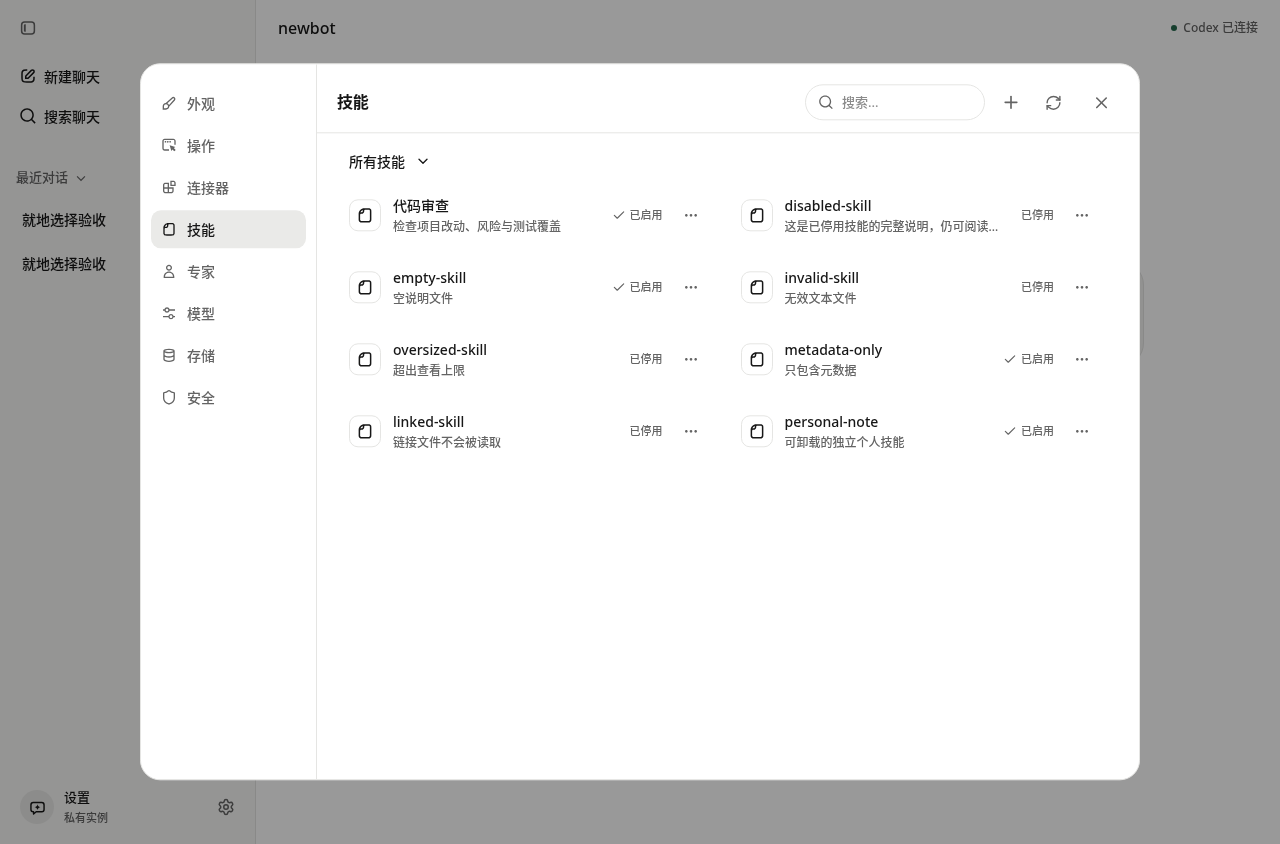 newbot
Codex 已连接
新建聊天
搜索聊天
最近对话
就地选择验收
就地选择验收
设置
私有实例
外观
操作
连接器
技能
专家
模型
存储
安全
技能
搜索...
所有技能
代码审查
检查项目改动、风险与测试覆盖
已启用
disabled-skill
这是已停用技能的完整说明，仍可阅读...
已停用
empty-skill
空说明文件
已启用
invalid-skill
无效文本文件
已停用
oversized-skill
超出查看上限
已停用
metadata-only
只包含元数据
已启用
linked-skill
链接文件不会被读取
已停用
personal-note
可卸载的独立个人技能
已启用